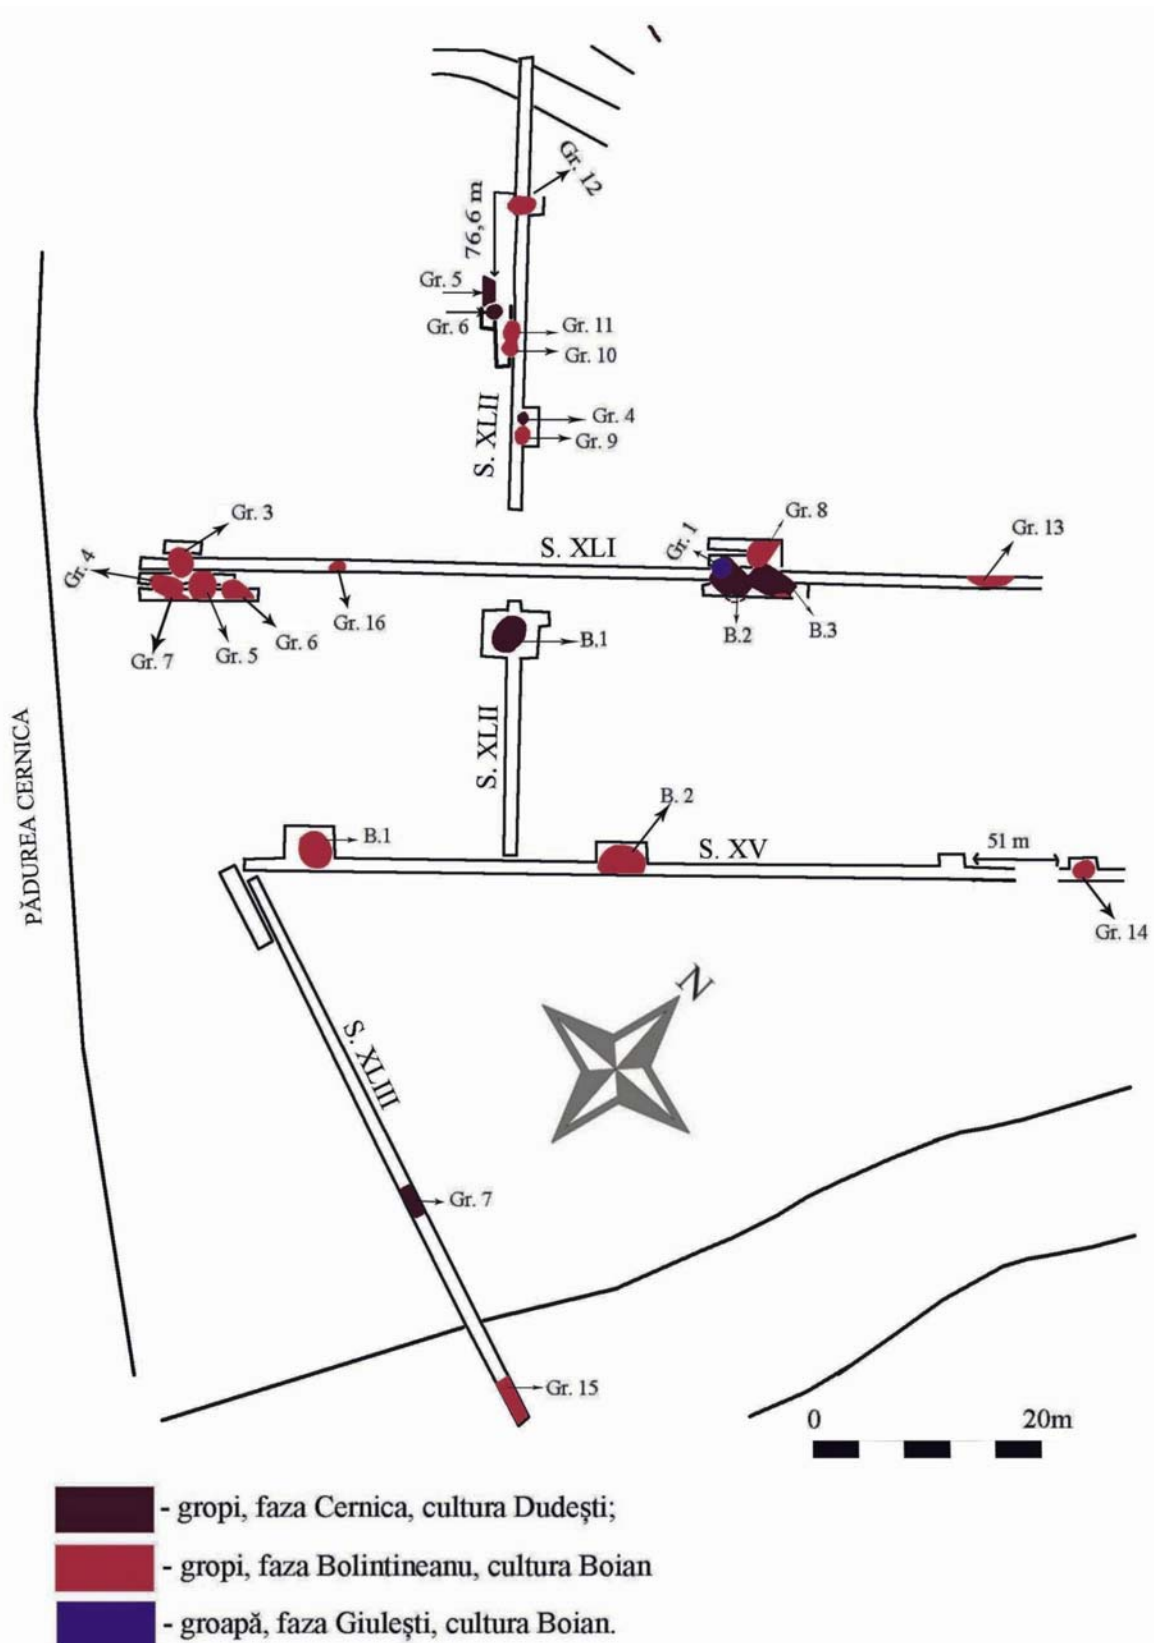 Gr. 12
76,6 m
Gr. 5
Gr. 6
Gr. 11
Gr. 10
S. XLII
Gr. 4
Gr. 9
Gr. 3
Gr. 4
S. XLI
Gr. 1
Gr. 8
Gr. 13
Gr. 7
Gr. 5
Gr. 6
Gr. 16
B.1
B.2
B.3
PĂDUREA CERNICA
S. XLII
B.1
B. 2
S. XV
51 m
Gr. 14
N
S. XLIII
Gr. 7
Gr. 15
0 20m
- gropi, faza Cernica, cultura Dudești;
- gropi, faza Bolintineanu, cultura Boian
- groapă, faza Giulești, cultura Boian.